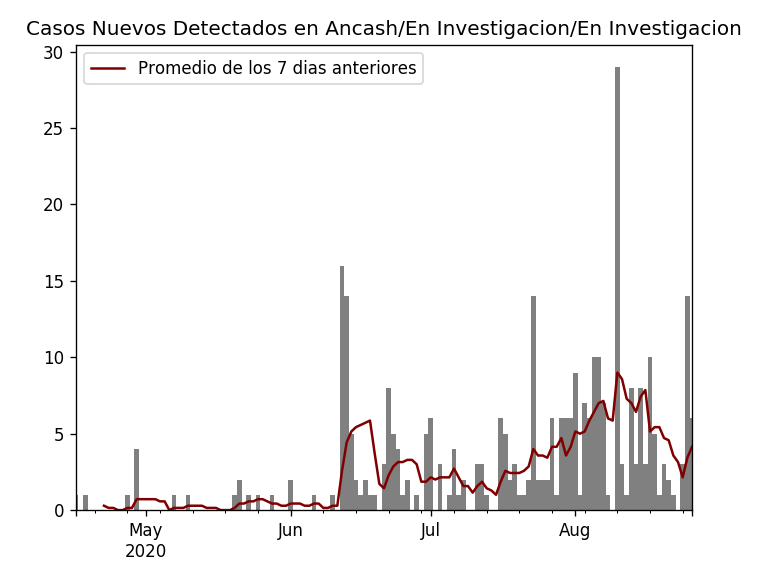 Casos Nuevos Detectados en Ancash/En Investigacion/En Investigacion
Promedio de los 7 dias anteriores
30
25
20
15
10
5
0
May Jun Jul Aug
2020